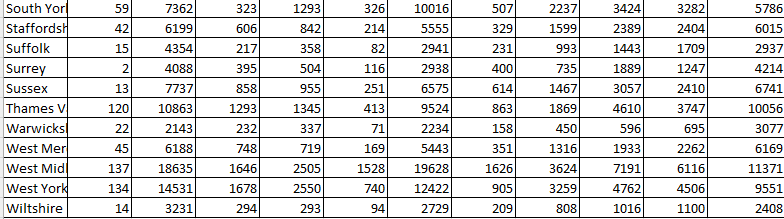 South Yor 59 7362 323 1293 326 10016 507 2237 3424 3282 5786
Staffordsh 42 6199 606 842 214 5555 329 1599 2389 2404 6015
Suffolk 15 4354 217 358 82 2941 231 993 1443 1709 2937
Surrey 2 4088 395 504 116 2938 400 735 1889 1247 4214
Sussex 13 7737 858 955 251 6575 614 1467 3057 2410 6741
Thames V 120 10863 1293 1345 413 9524 863 1869 4610 3747 10056
Warwicks 22 2143 232 337 71 2234 158 450 596 695 3077
West Mer 45 6188 748 719 169 5443 351 1316 1933 2262 6169
West Midl 137 18635 1646 2505 1528 19628 1626 3624 7191 6116 11371
West York 134 14531 1678 2550 740 12422 905 3259 4762 4506 9551
Wiltshire 14 3231 294 293 94 2729 209 808 1016 1100 2408